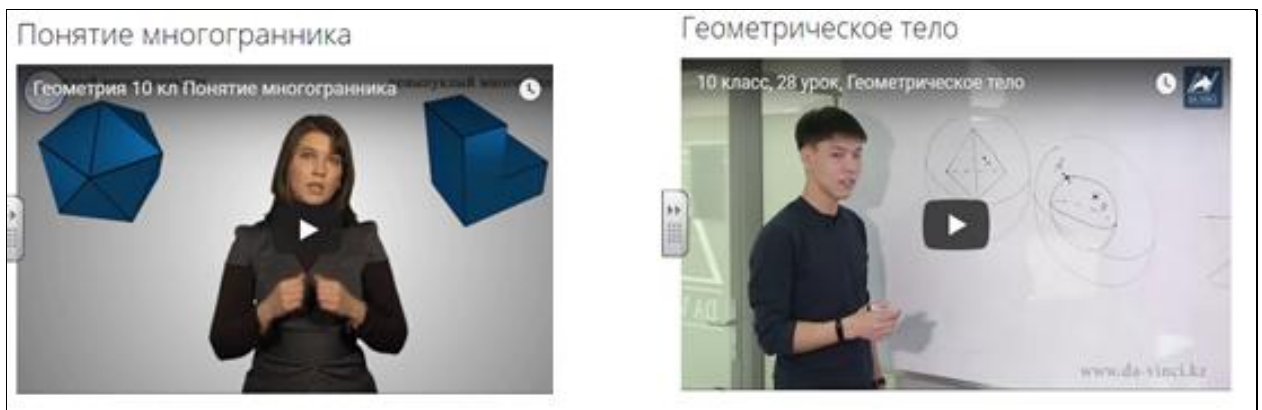 Понятие многогранника
Геометрия 10 кл Понятие многогранника
Геометрическое тело
10 класс, 28 урок, Геометрическое тело
www.da-vinci.kz